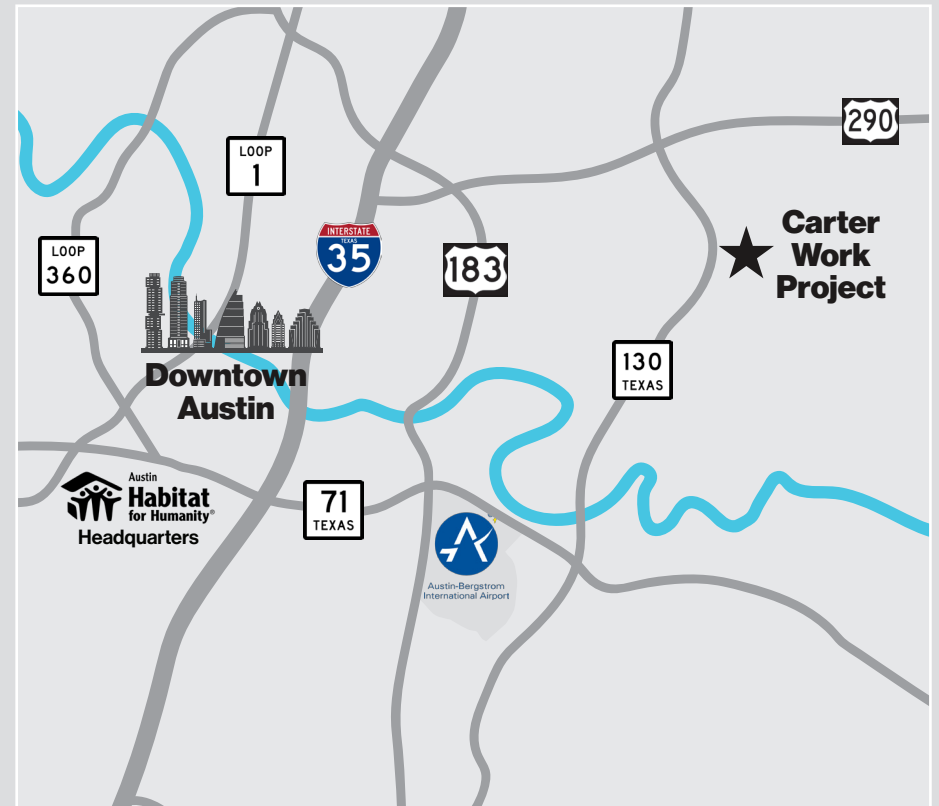 290
LOOP
1
Carter
Work
Project
INTERSTATE
TEXAS
35
LOOP
360
183
130
TEXAS
Downtown
Austin
Austin
Habitat
for Humanity®
Headquarters
71
TEXAS
Austin-Bergstrom
International Airport